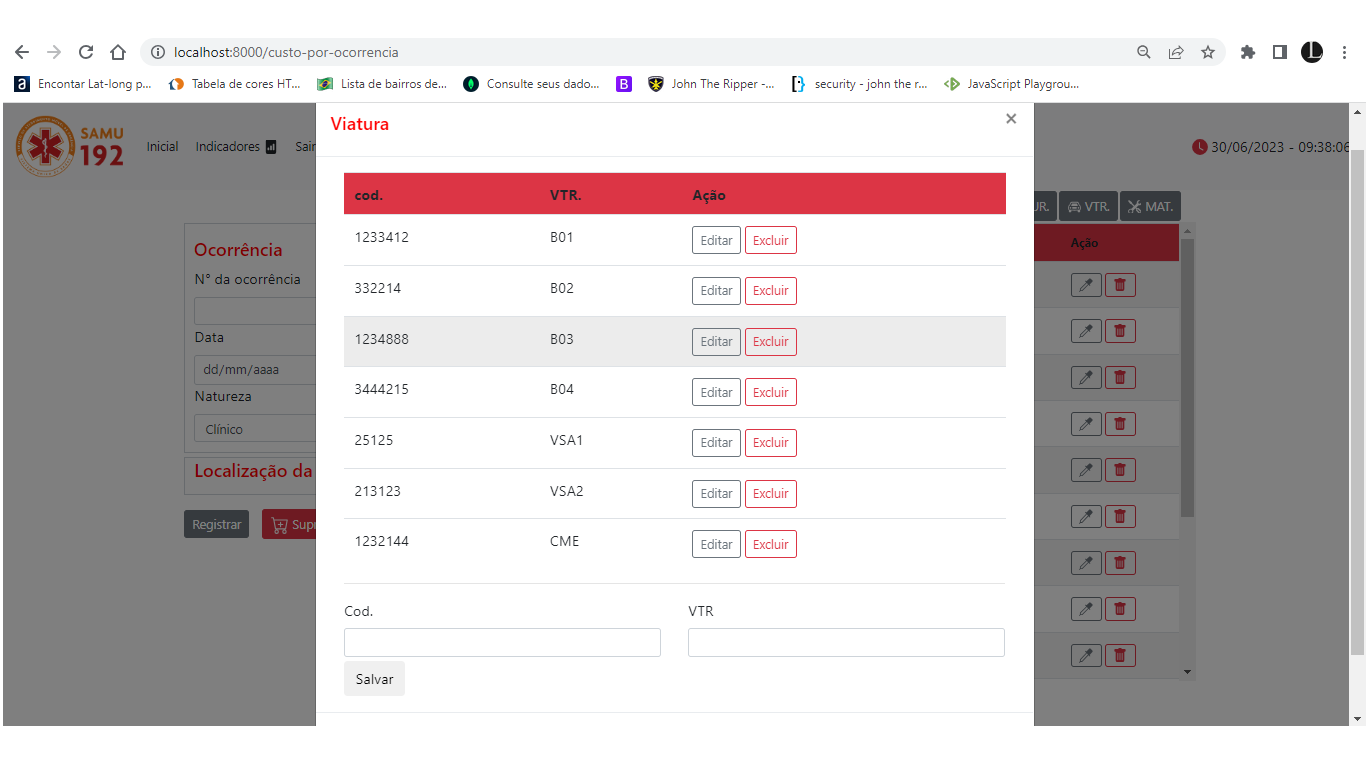 localhost:8000/custo-por-ocorrencia
Encontar Lat-long p... Tabela de cores HT... Lista de bairros de... Consulte seus dado... B John The Ripper -... security - john the r... JavaScript Playgrou...
Viatura ×
SAMU
192
Inicial Indicadores Sair
30/06/2023 - 09:38:06
cod. VTR. Ação
UR. VTR. MAT.
1233412 B01 Editar Excluir
Ocorrência
Ação
N° da ocorrência
332214 B02 Editar Excluir
Data
1234888 B03 Editar Excluir
dd/mm/aaaa
Natureza
3444215 B04 Editar Excluir
Clínico
25125 VSA1 Editar Excluir
Localização da
213123 VSA2 Editar Excluir
Registrar Supr
1232144 CME Editar Excluir
Cod. VTR
Salvar